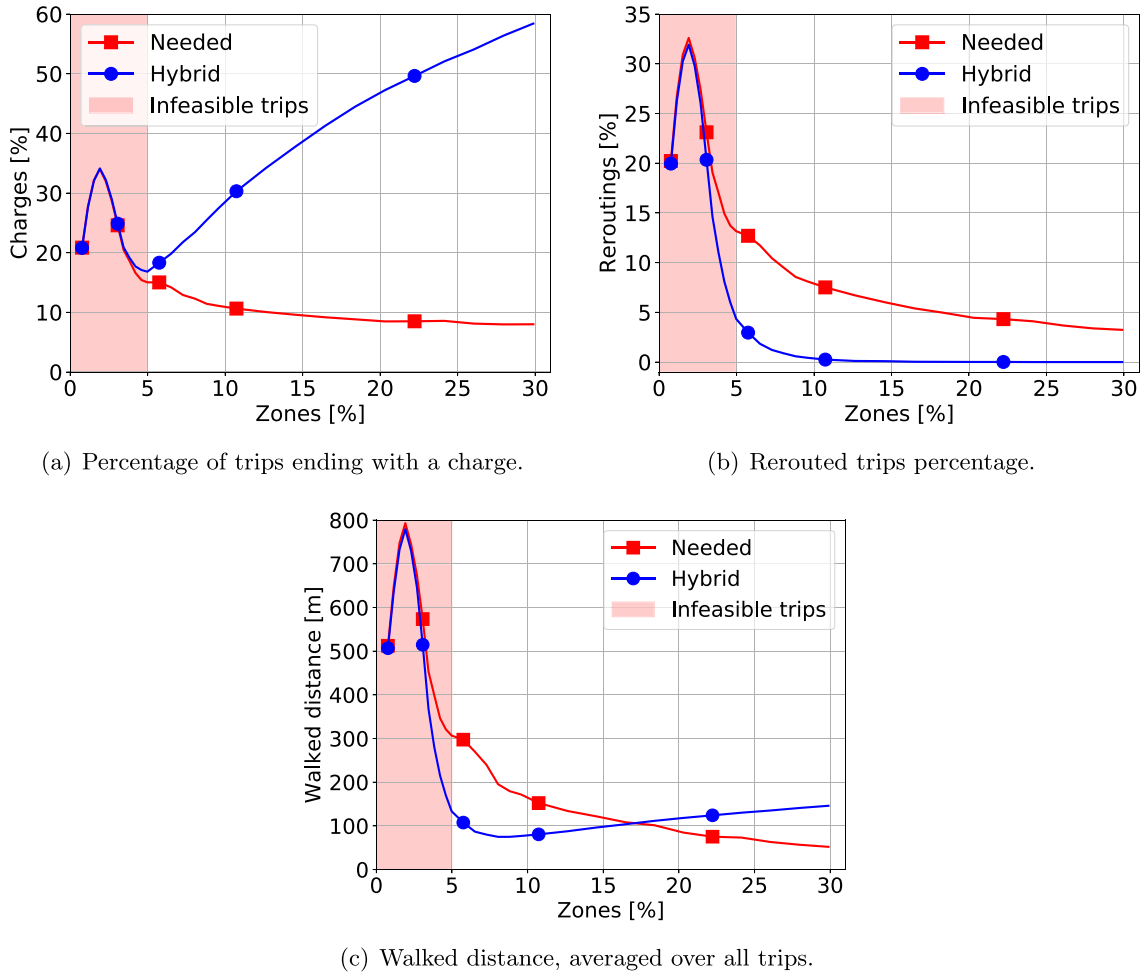 60
50
40
30
20
10
0
Charges [%]
Needed
Hybrid
Infeasible trips
0 5 10 15 20 25 30
Zones [%]
(a) Percentage of trips ending with a charge.
35
30
25
20
15
10
5
0
Reroutings [%]
Needed
Hybrid
Infeasible trips
0 5 10 15 20 25 30
Zones [%]
(b) Rerouted trips percentage.
800
700
600
500
400
300
200
100
0
Walked distance [m]
Needed
Hybrid
Infeasible trips
0 5 10 15 20 25 30
Zones [%]
(c) Walked distance, averaged over all trips.